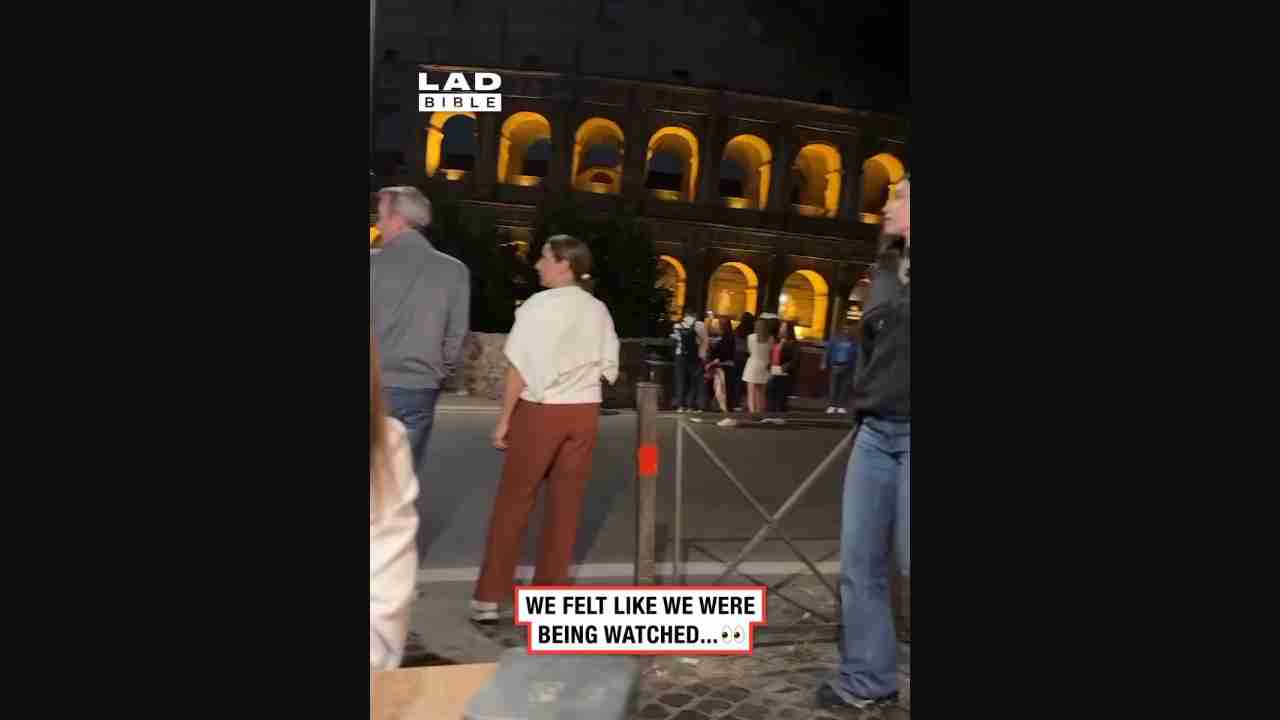 LAD
BIBLE
WE FELT LIKE WE WERE
BEING WATCHED...👀